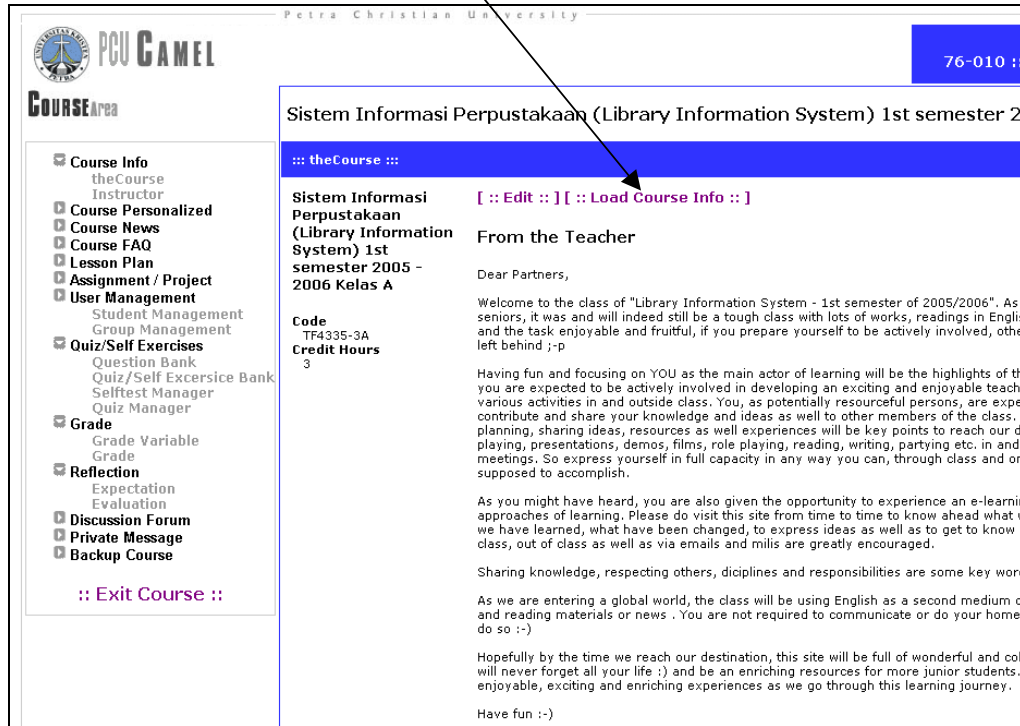 Petra Christian University
UNIVERSITAS KRISTEN
PETRA
PCU CAMEL
76-010 ::
COURSEArea
Sistem Informasi Perpustakaan (Library Information System) 1st semester 2
Course Info
theCourse
Instructor
Course Personalized
Course News
Course FAQ
Lesson Plan
Assignment / Project
User Management
Student Management
Group Management
Quiz/Self Exercises
Question Bank
Quiz/Self Excersice Bank
Selftest Manager
Quiz Manager
Grade
Grade Variable
Grade
Reflection
Expectation
Evaluation
Discussion Forum
Private Message
Backup Course
:: Exit Course ::
::: theCourse :::
Sistem Informasi
Perpustakaan
(Library Information
System) 1st
semester 2005 -
2006 Kelas A
Code
TF4335-3A
Credit Hours
3
[ :: Edit :: ] [ :: Load Course Info :: ]
From the Teacher
Dear Partners,
Welcome to the class of "Library Information System - 1st semester of 2005/2006". As
seniors, it was and will indeed still be a tough class with lots of works, readings in Englis
and the task enjoyable and fruitful, if you prepare yourself to be actively involved, othe
left behind ;-p
Having fun and focusing on YOU as the main actor of learning will be the highlights of th
you are expected to be actively involved in developing an exciting and enjoyable teach
various activities in and outside class. You, as potentially resourceful persons, are expe
contribute and share your knowledge and ideas as well to other members of the class.
planning, sharing ideas, resources as well experiences will be key points to reach our d
playing, presentations, demos, films, role playing, reading, writing, partying etc. in and
meetings. So express yourself in full capacity in any way you can, through class and on
supposed to accomplish.
As you might have heard, you are also given the opportunity to experience an e-learnin
approaches of learning. Please do visit this site from time to time to know ahead what w
we have learned, what have been changed, to express ideas as well as to get to know
class, out of class as well as via emails and milis are greatly encouraged.
Sharing knowledge, respecting others, diciplines and responsibilities are some key wor
As we are entering a global world, the class will be using English as a second medium o
and reading materials or news . You are not required to communicate or do your home
do so :-)
Hopefully by the time we reach our destination, this site will be full of wonderful and col
will never forget all your life :) and be an enriching resources for more junior students.
enjoyable, exciting and enriching experiences as we go through this learning journey.
Have fun :-)